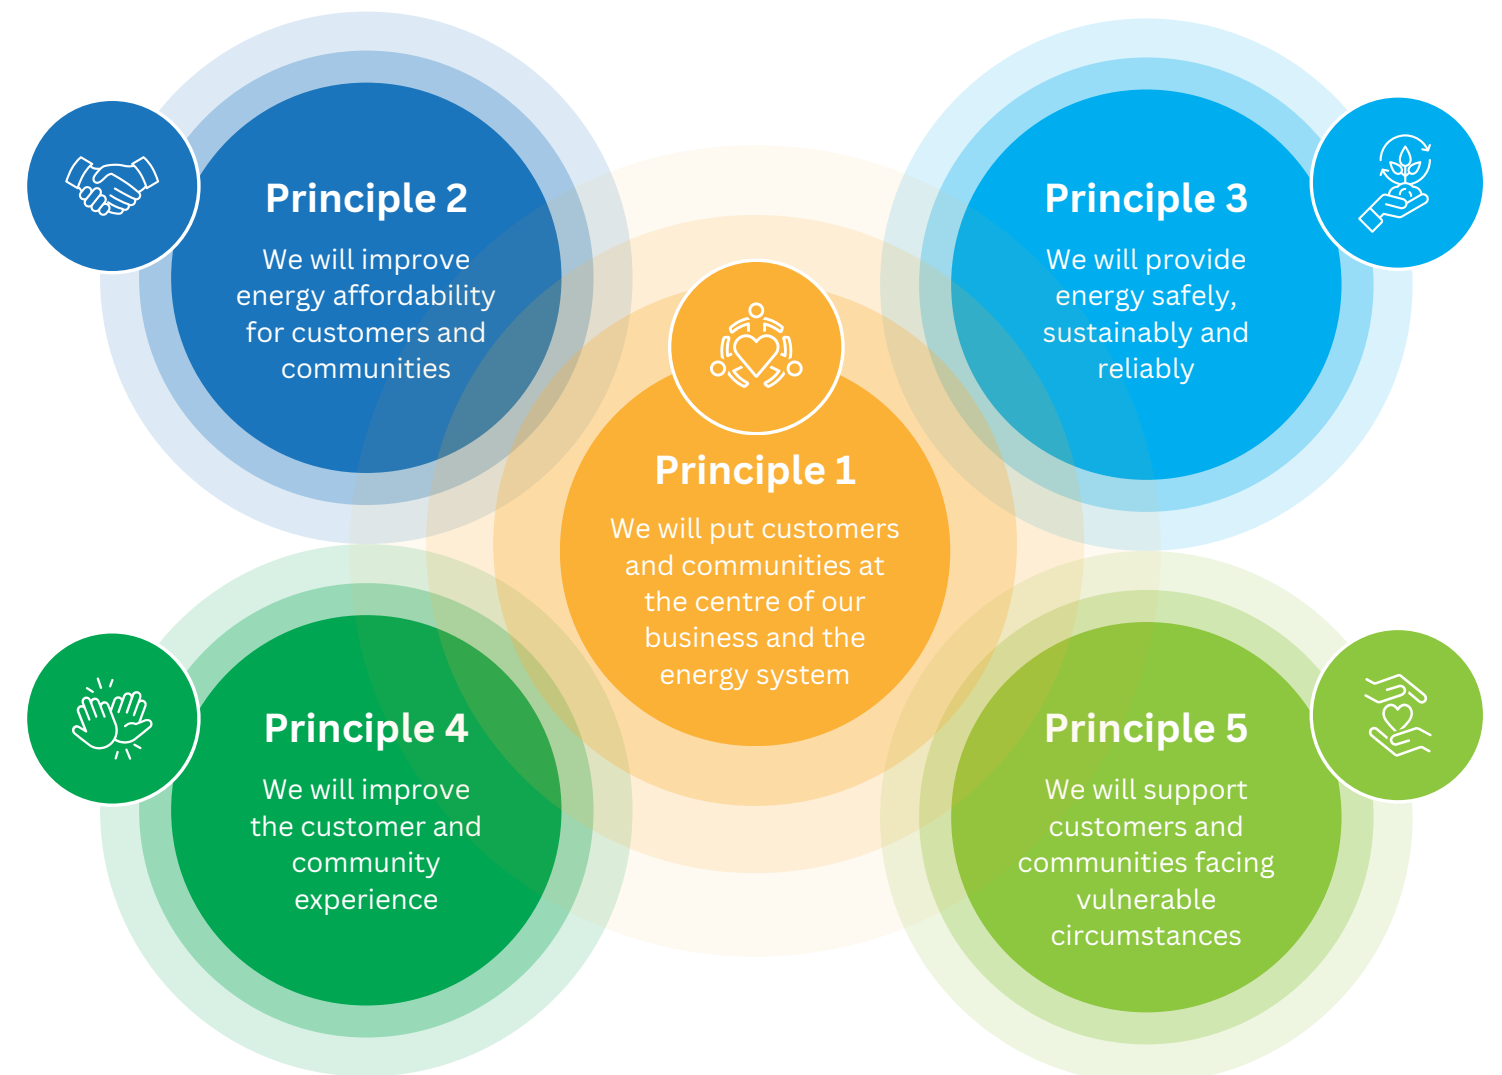 Principle 2
We will improve
energy affordability
for customers and
communities
Principle 3
We will provide
energy safely,
sustainably and
reliably
Principle 1
We will put customers
and communities at
the centre of our
business and the
energy system
Principle 4
We will improve
the customer and
community
experience
Principle 5
We will support
customers and
communities facing
vulnerable
circumstances